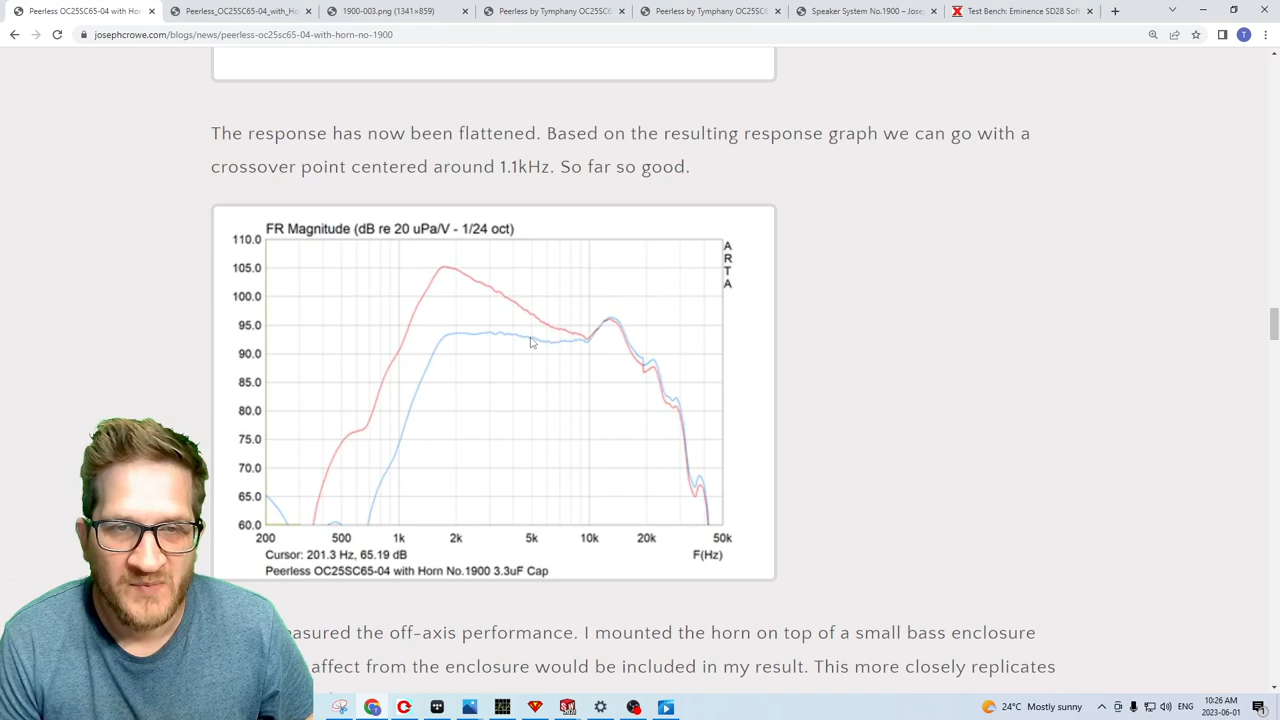 Peerless OC25SC65-04 with Hor
Peerless_OC25SC65-04_with_Ho
1900-003.png (1341×859)
Peerless by Tymphany OC25SC
Peerless by Tymphany OC25SC
Speaker System No.1900 – Jose
Test Bench: Eminence SD28 Sof
josephcrowe.com/blogs/news/peerless-oc25sc65-04-with-horn-no-1900
T
The response has now been flattened. Based on the resulting response graph we can go with a
crossover point centered around 1.1kHz. So far so good.
FR Magnitude (dB re 20 uPa/V - 1/24 oct)
110.0
105.0
100.0
95.0
90.0
85.0
80.0
75.0
70.0
65.0
60.0
A
R
T
A
200 500 1k 2k 5k 10k 20k 50k
Cursor: 201.3 Hz, 65.19 dB F(Hz)
Peerless OC25SC65-04 with Horn No.1900 3.3uF Cap
easured the off-axis performance. I mounted the horn on top of a small bass enclosure
affect from the enclosure would be included in my result. This more closely replicates
24°C Mostly sunny
ENG
10:26 AM
2023-06-01